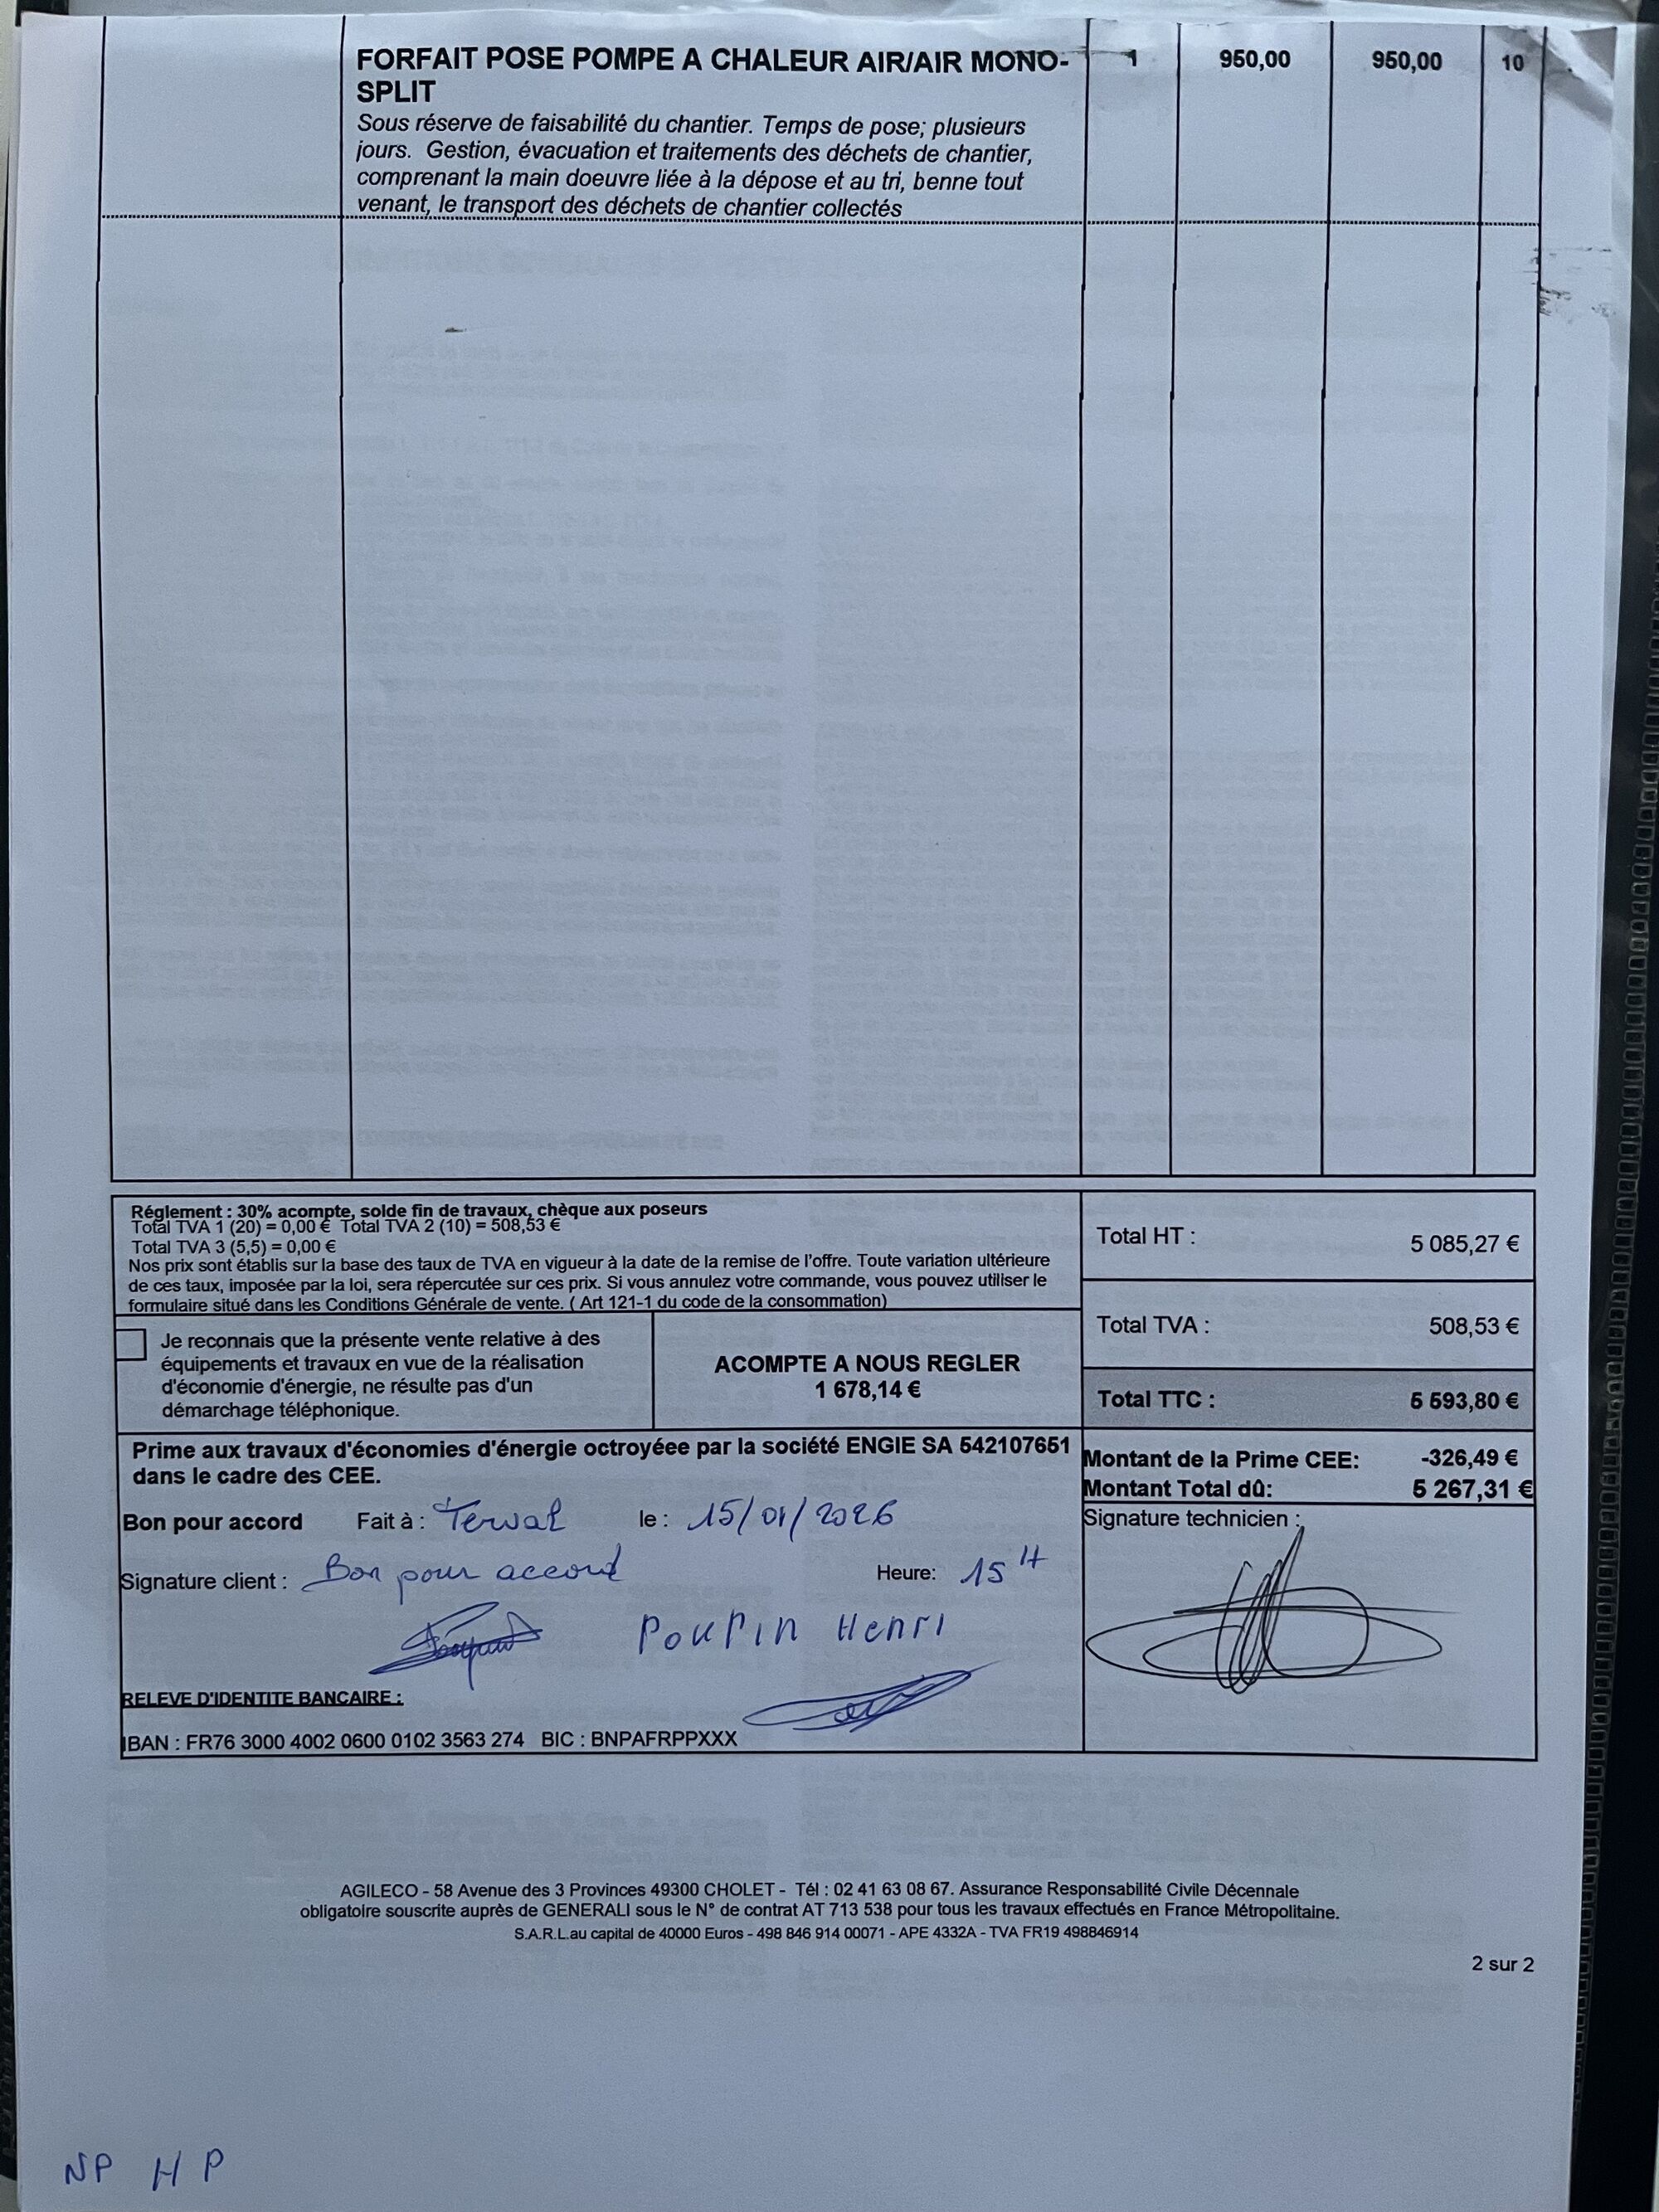 FORFAIT POSE POMPE A CHALEUR AIR/AIR MONO- 1 950,00 950,00 10
SPLIT
Sous réserve de faisabilité du chantier. Temps de pose; plusieurs
jours. Gestion, évacuation et traitements des déchets de chantier,
comprenant la main doeuvre liée à la dépose et au tri, benne tout
venant, le transport des déchets de chantier collectés
Réglement : 30% acompte, solde fin de travaux, chèque aux poseurs
Total TVA 1 (20) = 0,00 € Total TVA 2 (10) = 508,53 €
Total TVA 3 (5,5) = 0,00 €
Nos prix sont établis sur la base des taux de TVA en vigueur à la date de la remise de l'offre. Toute variation ultérieure
de ces taux, imposée par la loi, sera répercutée sur ces prix. Si vous annulez votre commande, vous pouvez utiliser le
formulaire situé dans les Conditions Générale de vente. ( Art 121-1 du code de la consommation)
Total HT : 5 085,27 €
Total TVA : 508,53 €
Total TTC : 5 593,80 €
Je reconnais que la présente vente relative à des
équipements et travaux en vue de la réalisation
d'économie d'énergie, ne résulte pas d'un
démarchage téléphonique.
ACOMPTE A NOUS REGLER
1 678,14 €
Prime aux travaux d'économies d'énergie octroyéee par la société ENGIE SA 542107651
dans le cadre des CEE.
Montant de la Prime CEE: -326,49 €
Montant Total dû: 5 267,31 €
Bon pour accord Fait à : le : 15/01/2026
Signature technicien :
Signature client : Bon pour accord Heure: 15 H
POUPIN Henri
RELEVE D'IDENTITE BANCAIRE :
IBAN : FR76 3000 4002 0600 0102 3563 274 BIC : BNPAFRPPXXX
AGILECO - 58 Avenue des 3 Provinces 49300 CHOLET - Tél : 02 41 63 08 67. Assurance Responsabilité Civile Décennale
obligatoire souscrite auprès de GENERALI sous le N° de contrat AT 713 538 pour tous les travaux effectués en France Métropolitaine.
S.A.R.L.au capital de 40000 Euros - 498 846 914 00071 - APE 4332A - TVA FR19 498846914
2 sur 2
NP H P